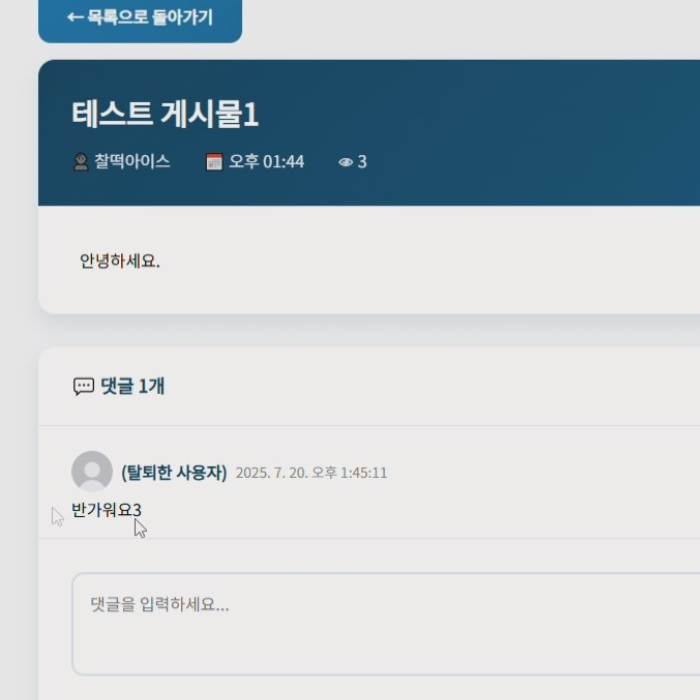 ← 목록으로 돌아가기
테스트 게시물1
찰떡아이스 오후 01:44 3
안녕하세요.
댓글 1개
(탈퇴한 사용자) 2025. 7. 20. 오후 1:45:11
반가워요3
댓글을 입력하세요...